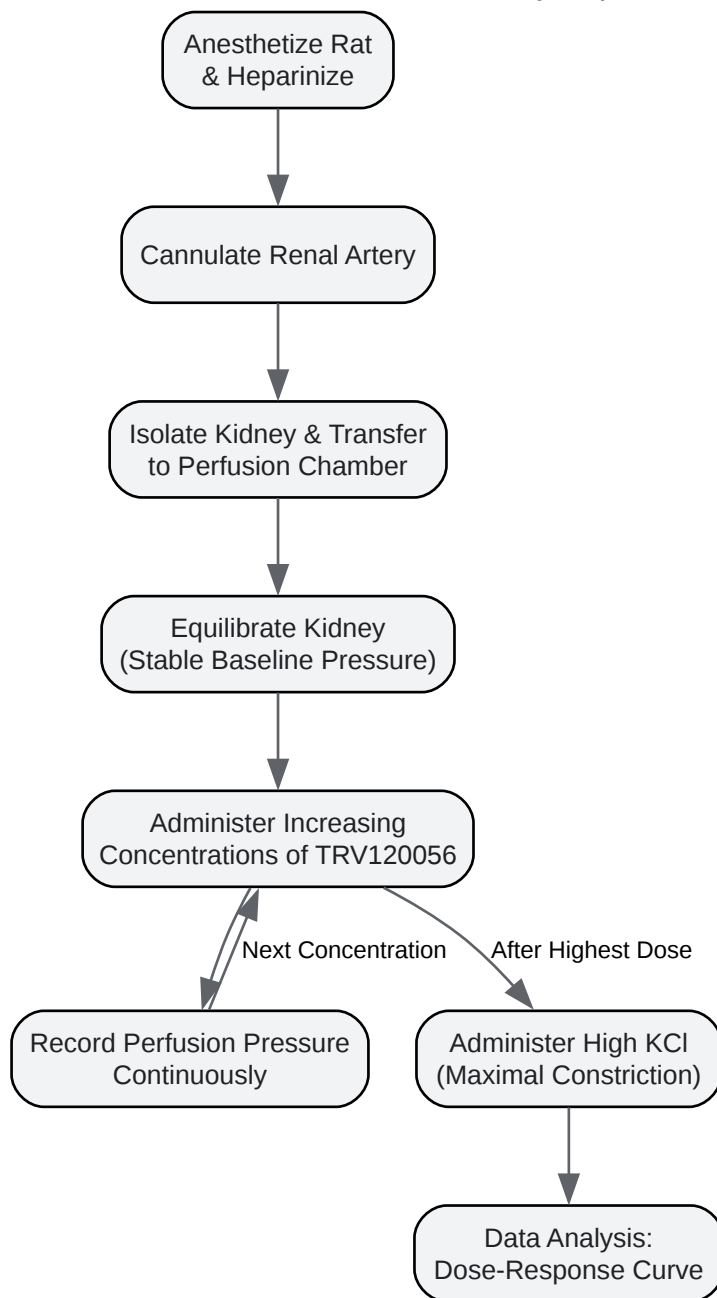 Anesthetize Rat
& Heparinize
Cannulate Renal Artery
Isolate Kidney & Transfer
to Perfusion Chamber
Equilibrate Kidney
(Stable Baseline Pressure)
Administer Increasing
Concentrations of TRV120056
Next Concentration
After Highest Dose
Record Perfusion Pressure
Continuously
Administer High KCl
(Maximal Constriction)
Data Analysis:
Dose-Response Curve